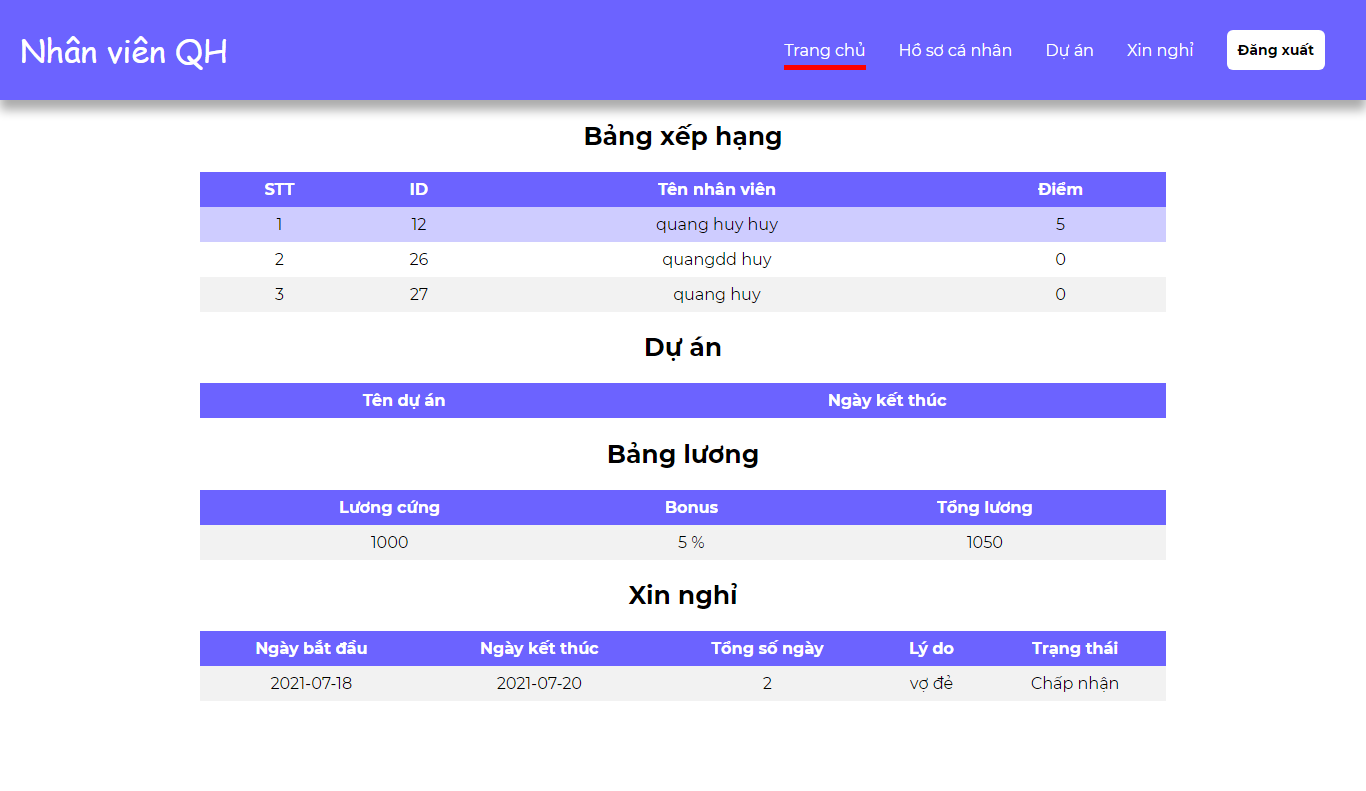 Nhân viên QH
Trang chủ Hồ sơ cá nhân Dự án Xin nghỉ Đăng xuất
Bảng xếp hạng
STT ID Tên nhân viên Điểm
1 12 quang huy huy 5
2 26 quangdd huy 0
3 27 quang huy 0
Dự án
Tên dự án Ngày kết thúc
Bảng lương
Lương cứng Bonus Tổng lương
1000 5 % 1050
Xin nghỉ
Ngày bắt đầu Ngày kết thúc Tổng số ngày Lý do Trạng thái
2021-07-18 2021-07-20 2 vợ đẻ Chấp nhận